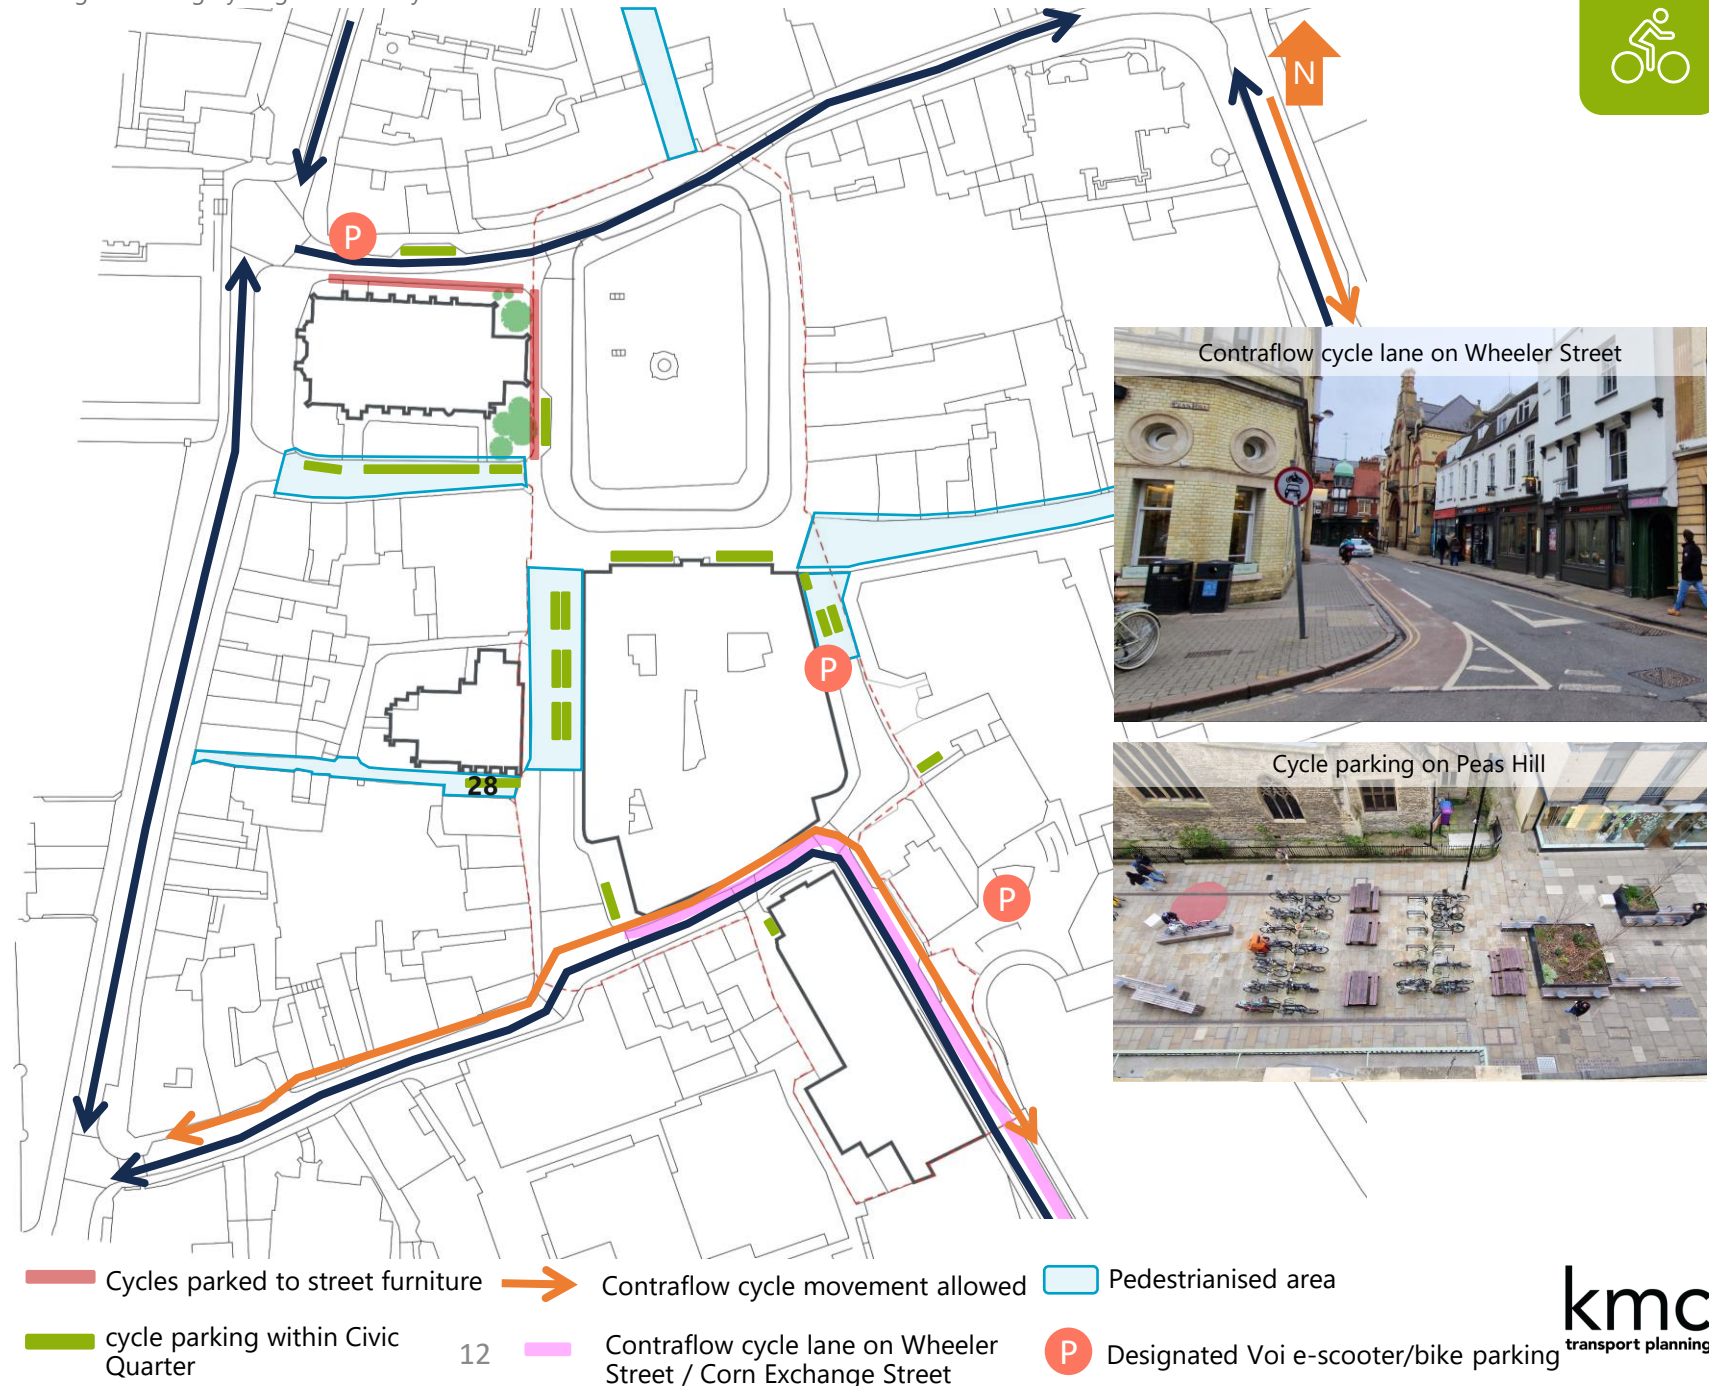 N
P
Contraflow cycle lane on Wheeler Street
P
28
Cycle parking on Peas Hill
P
Cycles parked to street furniture
Contraflow cycle movement allowed
Pedestrianised area
cycle parking within Civic
Quarter
12
Contraflow cycle lane on Wheeler
Street / Corn Exchange Street
P
Designated Voi e-scooter/bike parking
kmc
transport planning